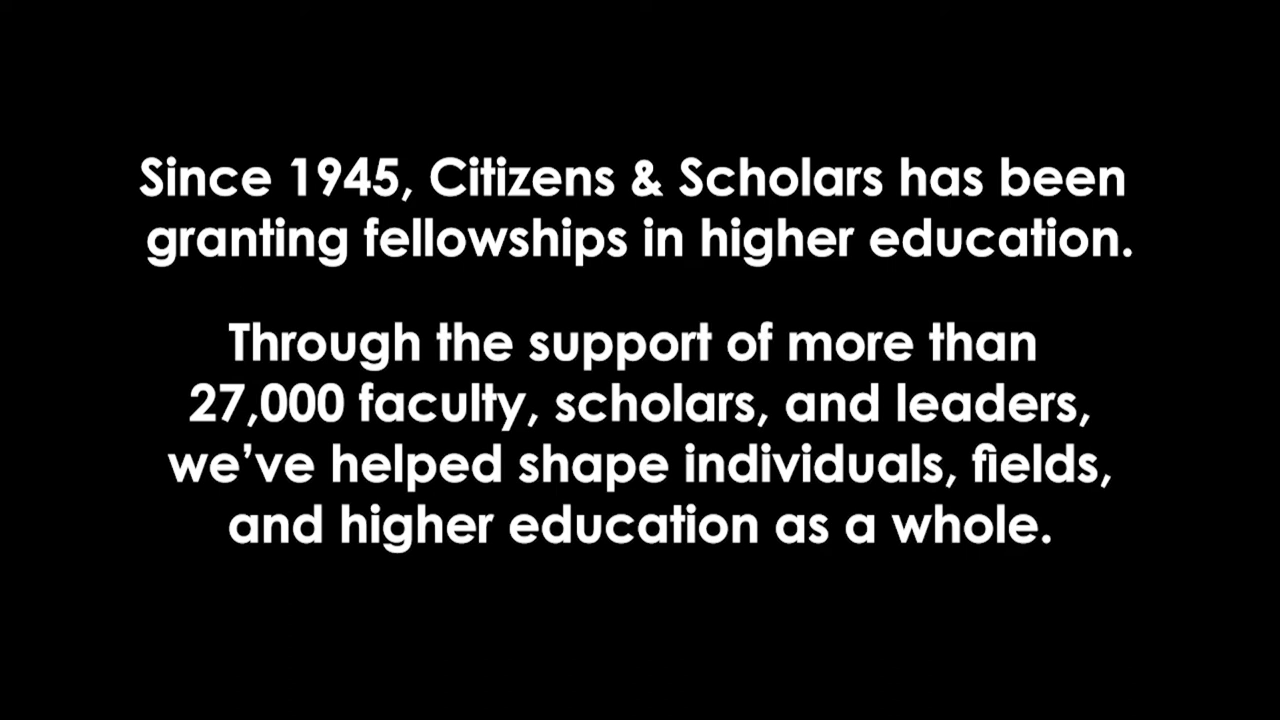 Since 1945, Citizens & Scholars has been
granting fellowships in higher education.
Through the support of more than
27,000 faculty, scholars, and leaders,
we’ve helped shape individuals, fields,
and higher education as a whole.